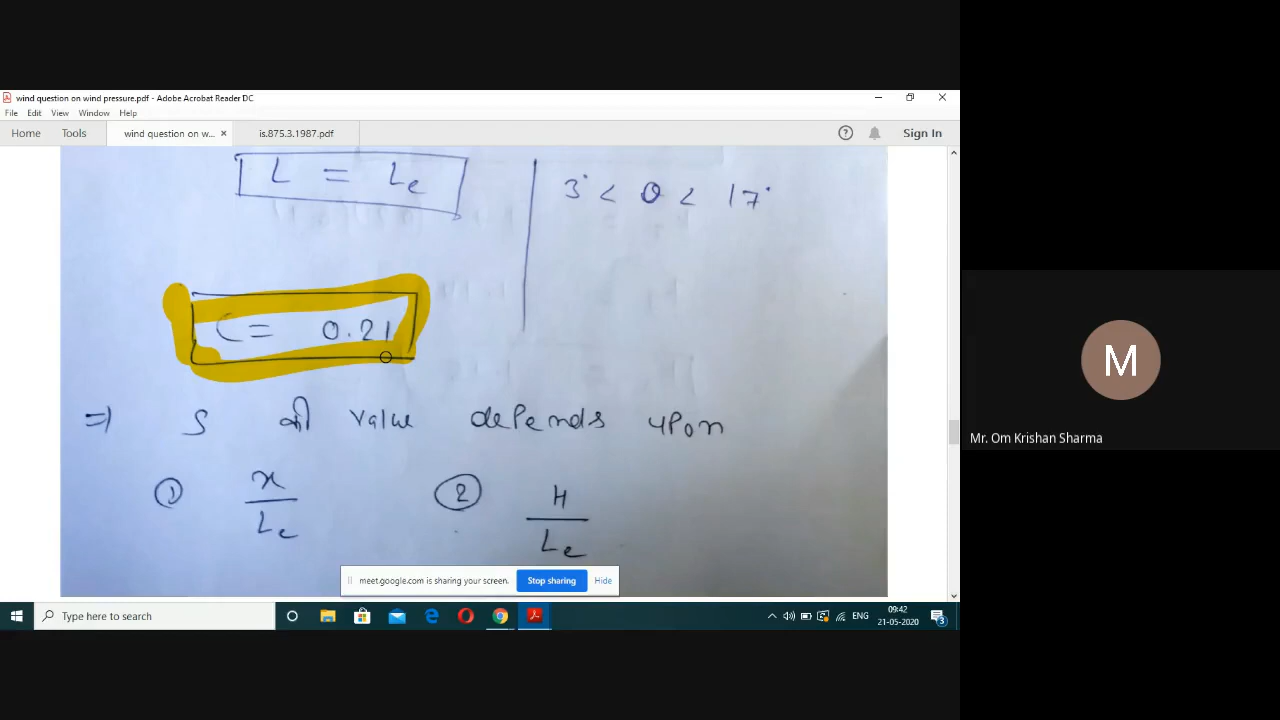 wind question on wind pressure.pdf - Adobe Acrobat Reader DC
File Edit View Window Help
Home Tools wind question on w... × is.875.3.1987.pdf Sign In
L = Le
3° < θ < 17°
C = 0.21
⇒ S की value depends upon
① x/Le ② H/Le
meet.google.com is sharing your screen. Stop sharing Hide
Type here to search
ENG
09:42
21-05-2020
3
M
Mr. Om Krishan Sharma